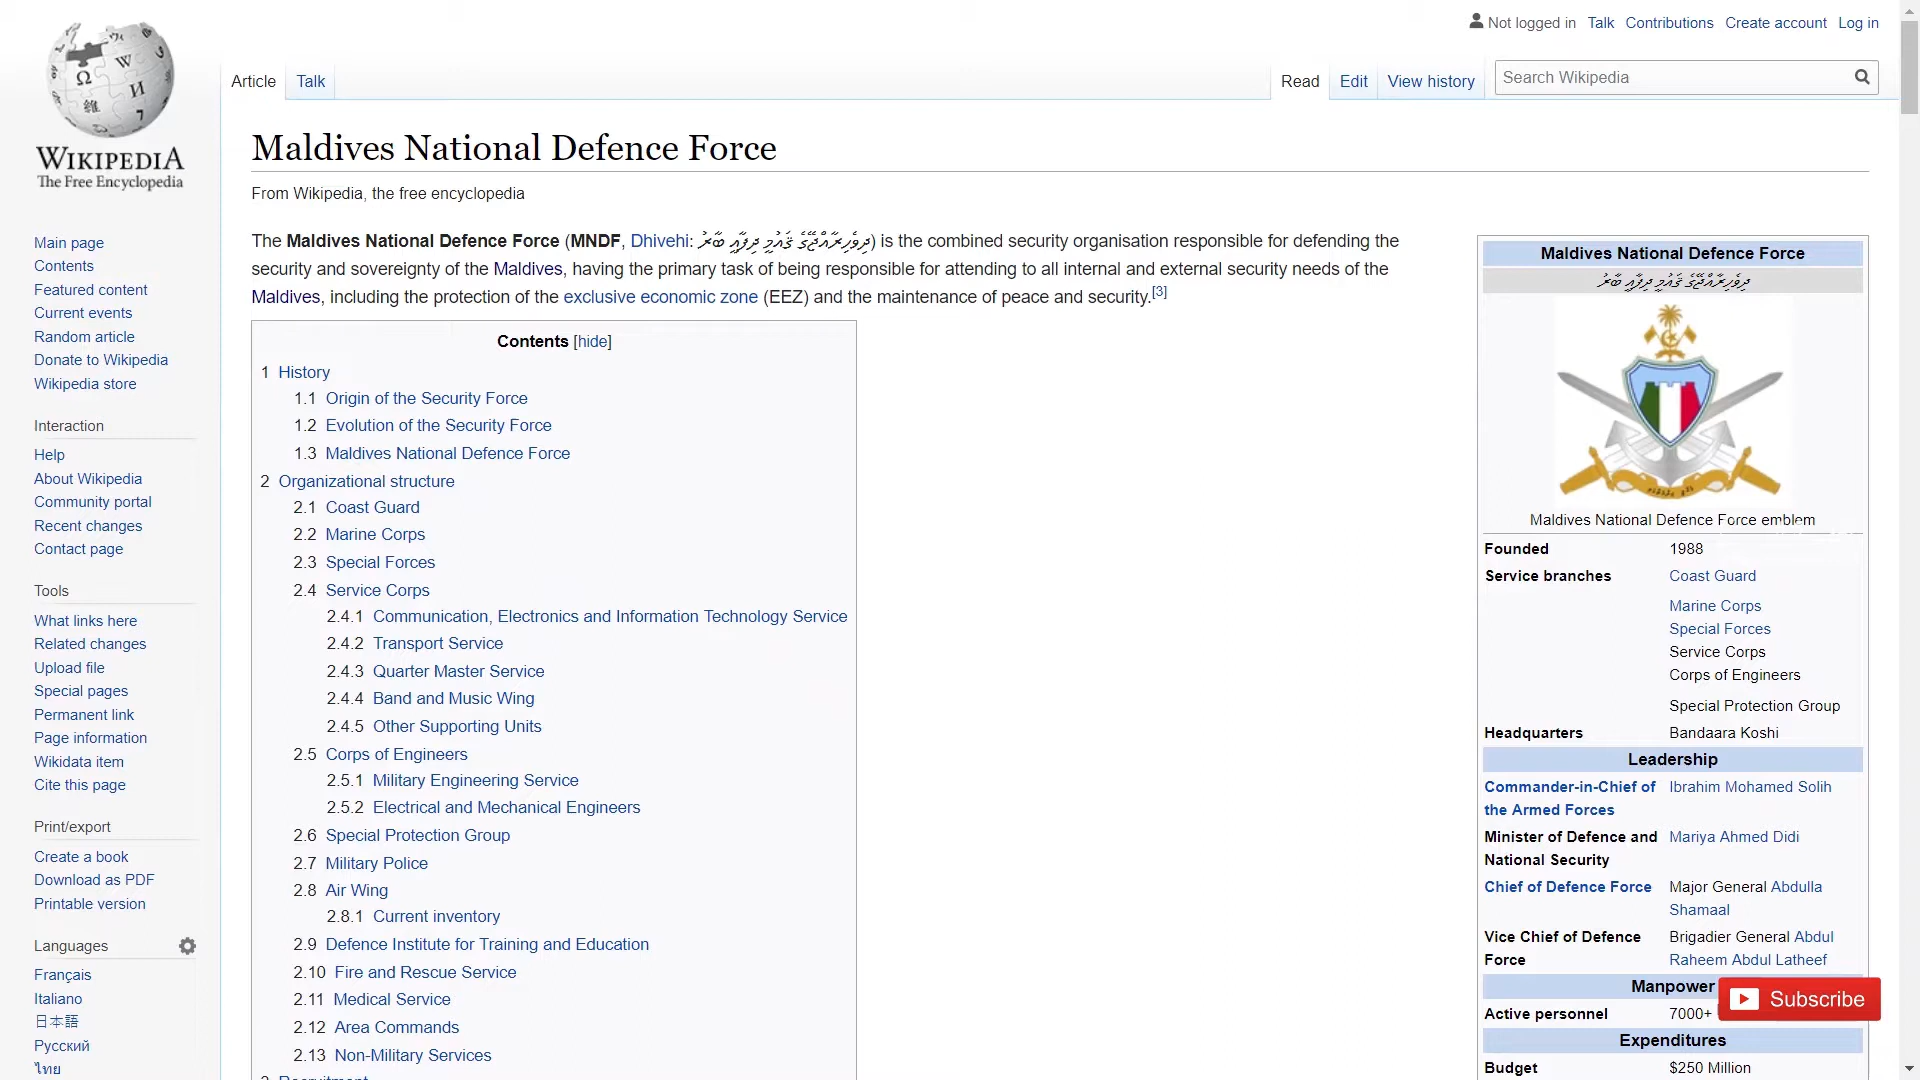 Not logged in Talk Contributions Create account Log in
Article Talk Read Edit View history Search Wikipedia
WIKIPEDIA
The Free Encyclopedia
Main page
Contents
Featured content
Current events
Random article
Donate to Wikipedia
Wikipedia store
Interaction
Help
About Wikipedia
Community portal
Recent changes
Contact page
Tools
What links here
Related changes
Upload file
Special pages
Permanent link
Page information
Wikidata item
Cite this page
Print/export
Create a book
Download as PDF
Printable version
Languages
Français
Italiano
日本語
Русский
ไทย
Maldives National Defence Force
From Wikipedia, the free encyclopedia
The Maldives National Defence Force (MNDF, Dhivehi: ދިވެހިރާއްޖޭގެ ޤައުމީ ދިފާއީ ބާރު) is the combined security organisation responsible for defending the
security and sovereignty of the Maldives, having the primary task of being responsible for attending to all internal and external security needs of the
Maldives, including the protection of the exclusive economic zone (EEZ) and the maintenance of peace and security.[3]
Contents [hide]
1 History
1.1 Origin of the Security Force
1.2 Evolution of the Security Force
1.3 Maldives National Defence Force
2 Organizational structure
2.1 Coast Guard
2.2 Marine Corps
2.3 Special Forces
2.4 Service Corps
2.4.1 Communication, Electronics and Information Technology Service
2.4.2 Transport Service
2.4.3 Quarter Master Service
2.4.4 Band and Music Wing
2.4.5 Other Supporting Units
2.5 Corps of Engineers
2.5.1 Military Engineering Service
2.5.2 Electrical and Mechanical Engineers
2.6 Special Protection Group
2.7 Military Police
2.8 Air Wing
2.8.1 Current inventory
2.9 Defence Institute for Training and Education
2.10 Fire and Rescue Service
2.11 Medical Service
2.12 Area Commands
2.13 Non-Military Services
Maldives National Defence Force
ދިވެހިރާއްޖޭގެ ޤައުމީ ދިފާއީ ބާރު
Maldives National Defence Force emblem
Founded 1988
Service branches Coast Guard
Marine Corps
Special Forces
Service Corps
Corps of Engineers
Special Protection Group
Headquarters Bandaara Koshi
Leadership
Commander-in-Chief of Ibrahim Mohamed Solih
the Armed Forces
Minister of Defence and Mariya Ahmed Didi
National Security
Chief of Defence Force Major General Abdulla
Shamaal
Vice Chief of Defence Brigadier General Abdul
Force Raheem Abdul Latheef
Manpower
Active personnel 7000+
Subscribe
Expenditures
Budget $250 Million